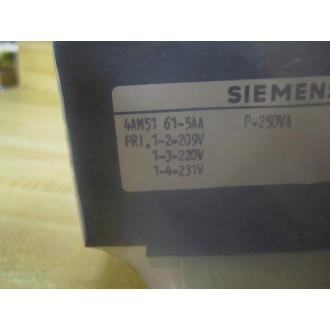 SIEMENS
4AM51 61-5AA P=250VA
PRI. 1-2=209V
1-3=220V
1-4=231V